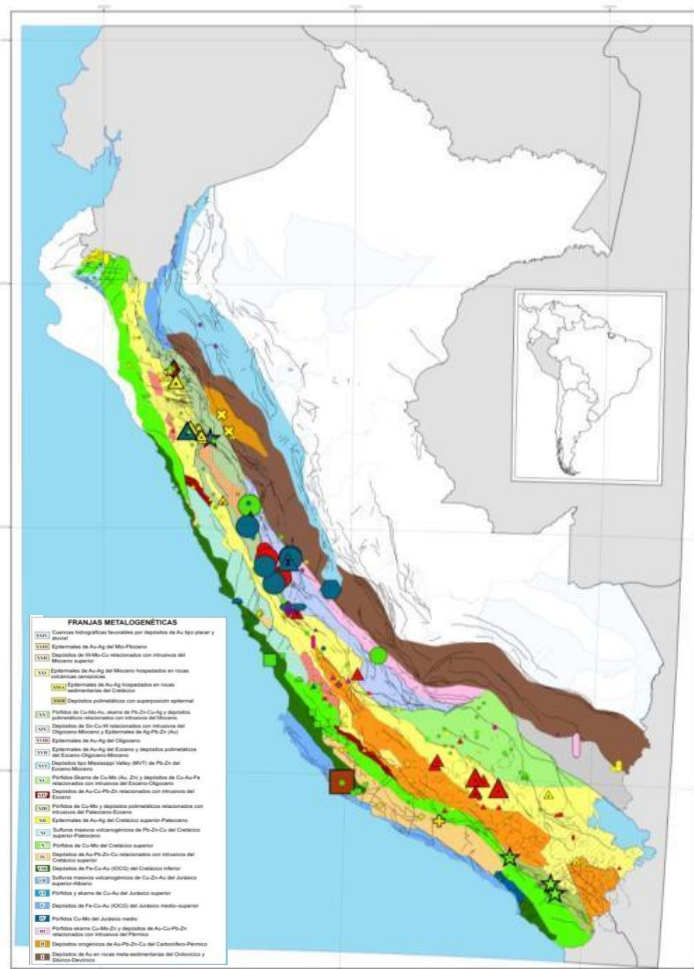 FRANJAS METALOGENÉTICAS
Cuencas hidrográficas favorables por depósitos de Au tipo placer y
aluvial
Epitermales de Au-Ag del Mio-Plioceno
Depósitos de W-Mo-Cu relacionados con intrusivos del
Mioceno superior
Epitermales de Au-Ag del Mioceno hospedados en rocas
volcánicas cenozoicas
Epitermales de Au-Ag hospedados en rocas
sedimentarias del Cretácico
Depósitos polimetálicos con superposición epitermal
Pórfidos de Cu-Mo-Au, skarns de Pb-Zn-Cu-Ag y depósitos
polimetálicos relacionados con intrusivos del Mioceno
Depósitos de Sn-Cu-W relacionados con intrusivos del
Oligoceno-Mioceno y Epitermales de Ag-Pb-Zn (Au)
Epitermales de Au-Ag del Oligoceno
Epitermales de Au-Ag del Eoceno y depósitos polimetálicos
del Eoceno-Oligoceno-Mioceno
Depósitos tipo Mississippi Valley (MVT) de Pb-Zn del
Eoceno-Mioceno
Pórfidos-Skarns de Cu-Mo (Au, Zn) y depósitos de Cu-Au-Fe
relacionados con intrusivos del Eoceno-Oligoceno
Depósitos de Au-Cu-Pb-Zn relacionados con intrusivos del
Eoceno
Pórfidos de Cu-Mo y depósitos polimetálicos relacionados con
intrusivos del Paleoceno-Eoceno
Epitermales de Au-Ag del Cretácico superior-Paleoceno
Sulfuros masivos volcanogénicos de Pb-Zn-Cu del Cretácico
superior-Paleoceno
Pórfidos de Cu-Mo del Cretácico superior
Depósitos de Au-Pb-Zn-Cu relacionados con intrusivos del
Cretácico superior
Depósitos de Fe-Cu-Au (IOCG) del Cretácico inferior
Sulfuros masivos volcanogénicos de Cu-Zn-Au del Jurásico
superior-Albiano
Pórfidos y skarns de Cu-Au del Jurásico superior
Depósitos de Fe-Cu-Au (IOCG) del Jurásico medio-superior
Pórfidos Cu-Mo del Jurásico medio
Pórfidos-skarns Cu-Mo-Zn y depósitos de Au-Cu-Pb-Zn
relacionados con intrusivos del Pérmico
Depósitos orogénicos de Au-Pb-Zn-Cu del Carbonífero-Pérmico
Depósitos de Au en rocas meta-sedimentarias del Ordovícico y
Silúrico-Devónico